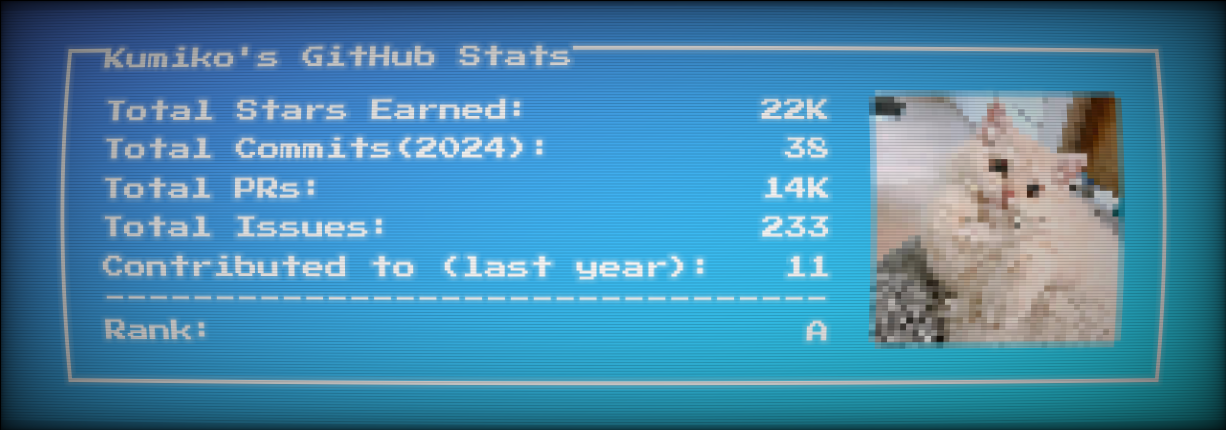 Kumiko's GitHub Stats
Total Stars Earned: 22K
Total Commits(2024): 38
Total PRs: 14K
Total Issues: 233
Contributed to (last year): 11
Rank: A